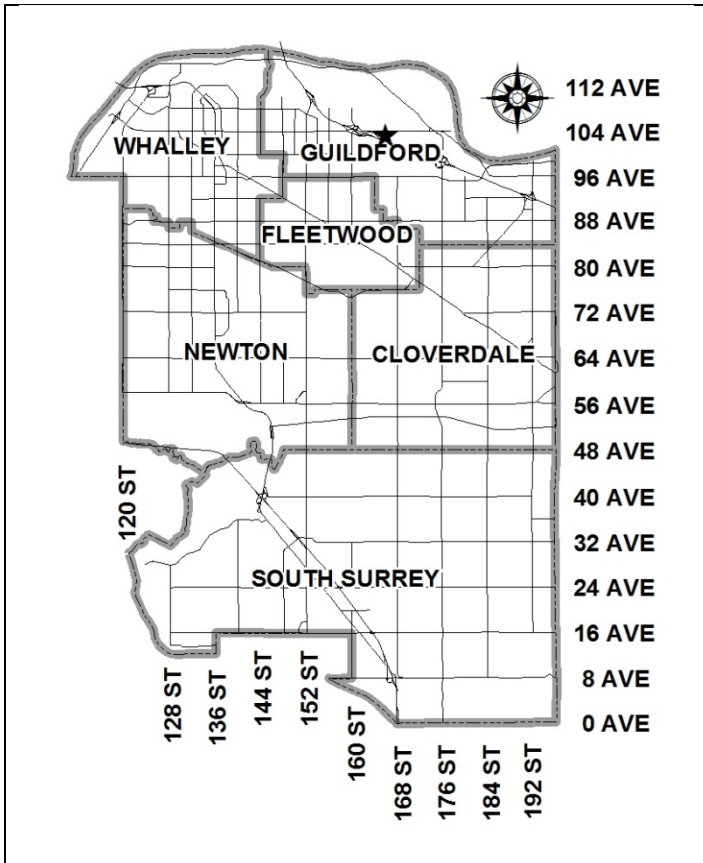 112 AVE
104 AVE
WHALLEY
GUILDFORD
96 AVE
88 AVE
FLEETWOOD
80 AVE
72 AVE
NEWTON
CLOVERDALE
64 AVE
56 AVE
48 AVE
120 ST
40 AVE
32 AVE
SOUTH SURREY
24 AVE
16 AVE
8 AVE
0 AVE
128 ST
136 ST
144 ST
152 ST
160 ST
168 ST
176 ST
184 ST
192 ST